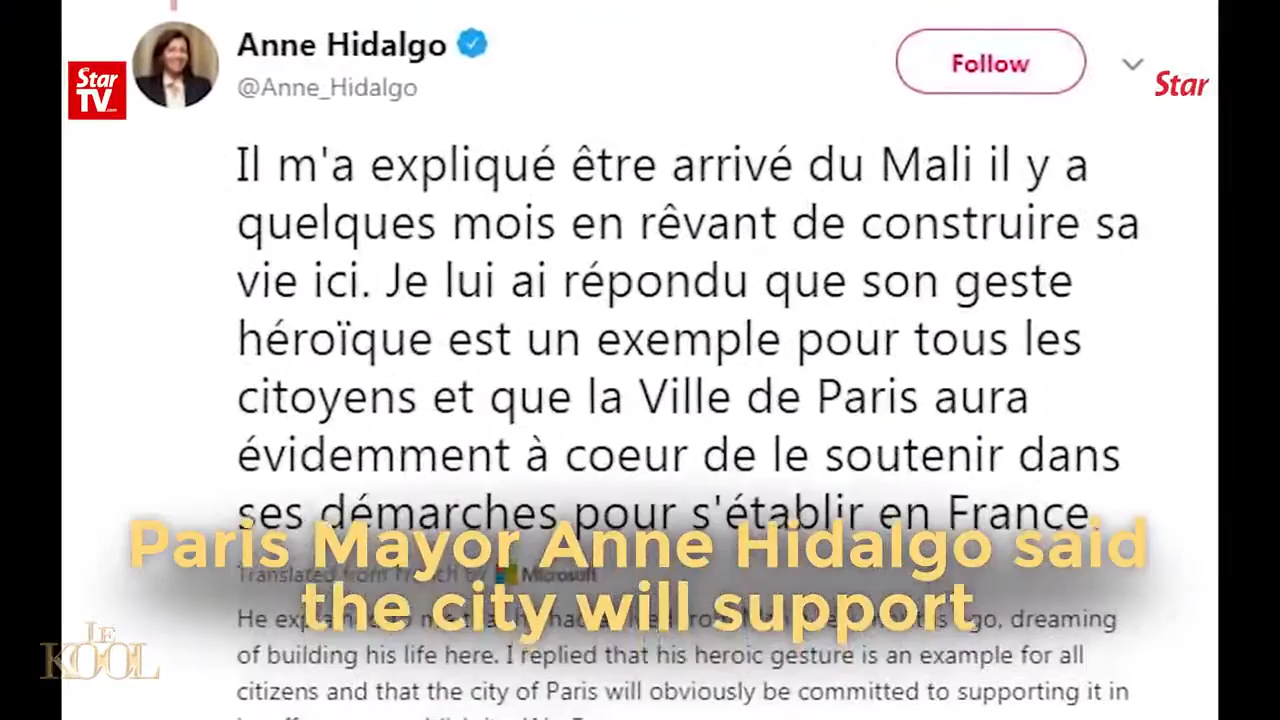 Anne Hidalgo
@Anne_Hidalgo
Follow
Star
TV.com
Star
Il m'a expliqué être arrivé du Mali il y a
quelques mois en rêvant de construire sa
vie ici. Je lui ai répondu que son geste
héroïque est un exemple pour tous les
citoyens et que la Ville de Paris aura
évidemment à coeur de le soutenir dans
ses démarches pour s'établir en France
Paris Mayor Anne Hidalgo said
Translated from French by Microsoft
the city will support
He go, dreaming
of building his life here. I replied that his heroic gesture is an example for all
citizens and that the city of Paris will obviously be committed to supporting it in
LE
KOOL